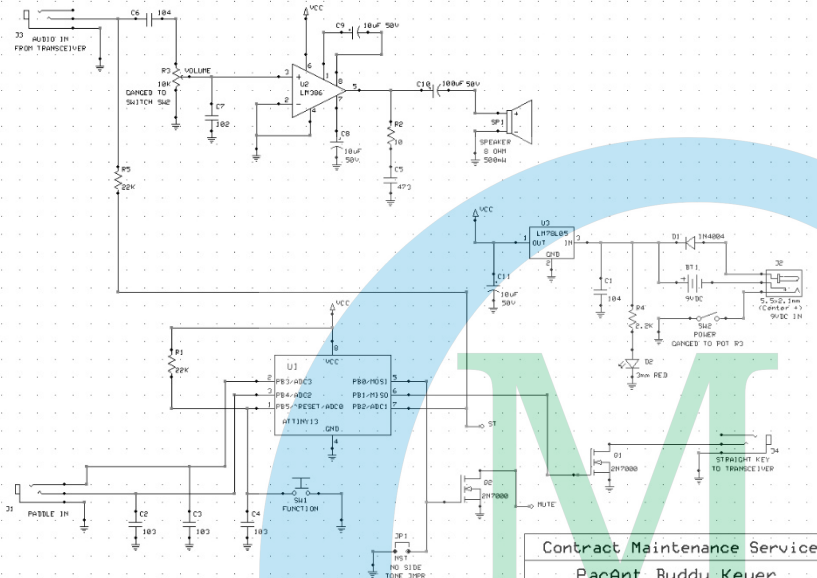 C6 104
VCC
C9 10uF 50V
J3
AUDIO IN
FROM TRANSCEIVER
R3
10K
VOLUME
GANGED TO
SWITCH SW2
C7
102
3
2
6
1
8
U2
LM386
5
7
4
C8
10uF
50V
C10 100uF 50V
R2
10
C5
473
SP1
SPEAKER
8 OHM
500mW
R5
22K
VCC
U3
LM78L05
1
OUT
IN
3
GND
2
C11
10uF
50V
C1
104
D1 1N4004
BT1
9VDC
J2
5.5x2.1mm
(Center +)
9VDC IN
R4
2.2K
SW2
POWER
GANGED TO POT R3
D2
3mm RED
VCC
R1
22K
8
U1
VCC
2 PB3/ADC3
PB0/MOSI 5
3 PB4/ADC2
PB1/MISO 6
1 PB5/^RESET/ADC0
PB2/ADC1 7
ATTINY13
GND
4
ST
Q1
2N7000
STRAIGHT KEY
TO TRANSCEIVER
J4
Q2
2N7000
MUTE
J1
PADDLE IN
C2
103
C3
103
C4
103
SW1
FUNCTION
JP1
NST
NO SIDE
TONE JMPR
Contract Maintenance Service
PacAnt Buddy Keyer
M